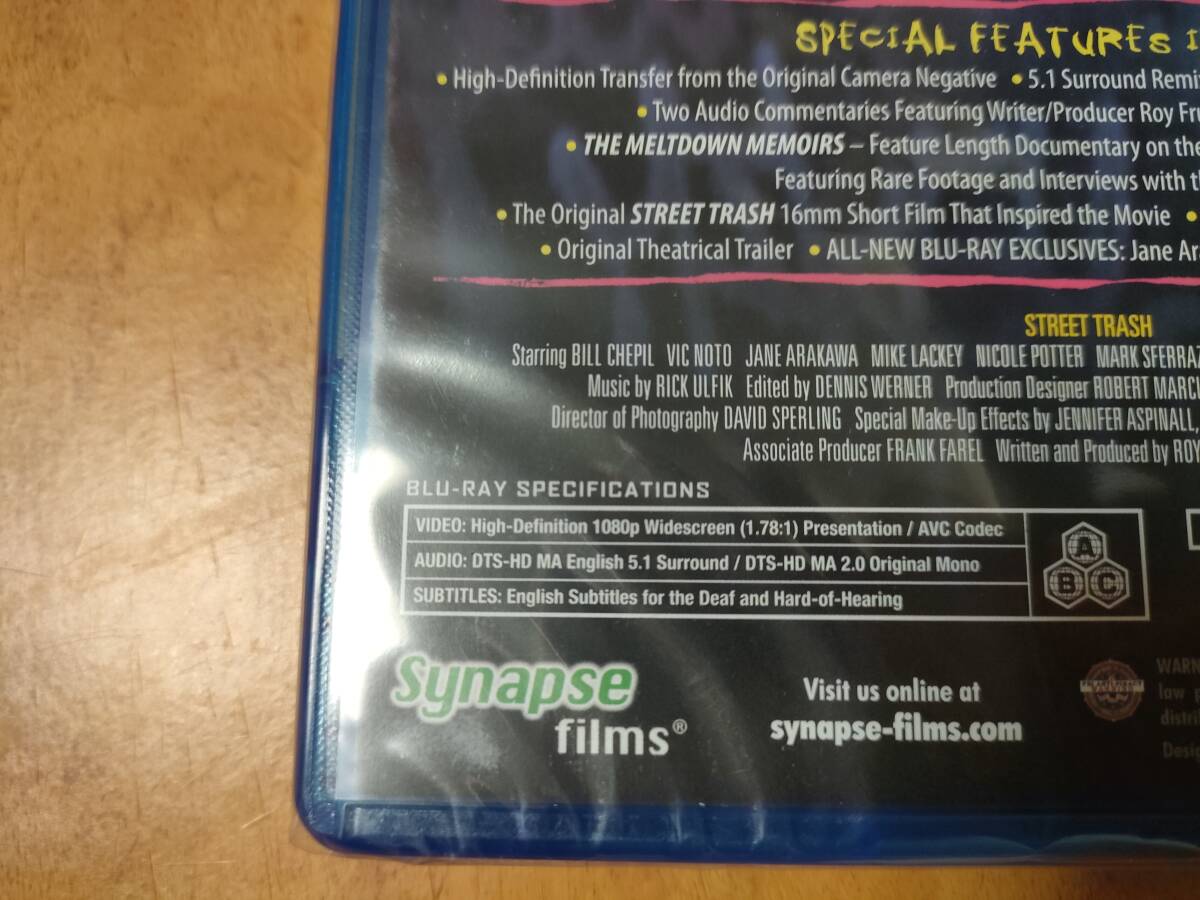 SPECIAL FEATURES
• High-Definition Transfer from the Original Camera Negative • 5.1 Surround
• Two Audio Commentaries Featuring Writer/Producer Roy
• THE MELTDOWN MEMOIRS – Feature Length Documentary on the
Featuring Rare Footage and Interviews with
• The Original STREET TRASH 16mm Short Film That Inspired the Movie •
• Original Theatrical Trailer • ALL-NEW BLU-RAY EXCLUSIVES: Jane
STREET TRASH
Starring BILL CHEPIL VIC NOTO JANE ARAKAWA MIKE LACKEY NICOLE POTTER MARK
Music by RICK ULFIK Edited by DENNIS WERNER Production Designer ROBERT
Director of Photography DAVID SPERLING Special Make-Up Effects by JENNIFER ASPINALL,
Associate Producer FRANK FAREL Written and Produced by ROY
BLU-RAY SPECIFICATIONS
VIDEO: High-Definition 1080p Widescreen (1.78:1) Presentation / AVC Codec
AUDIO: DTS-HD MA English 5.1 Surround / DTS-HD MA 2.0 Original Mono
SUBTITLES: English Subtitles for the Deaf and Hard-of-Hearing
A
B C
Synapse
films®
Visit us online at
synapse-films.com
law